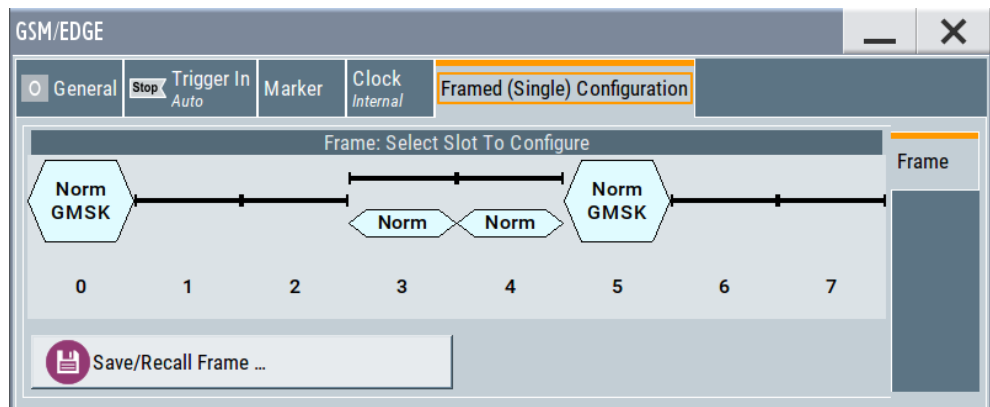 GSM/EDGE
O General
Stop Trigger In
Auto
Marker
Clock
Internal
Framed (Single) Configuration
Frame: Select Slot To Configure
Frame
Norm
GMSK
Norm
Norm
Norm
GMSK
0 1 2 3 4 5 6 7
Save/Recall Frame ...